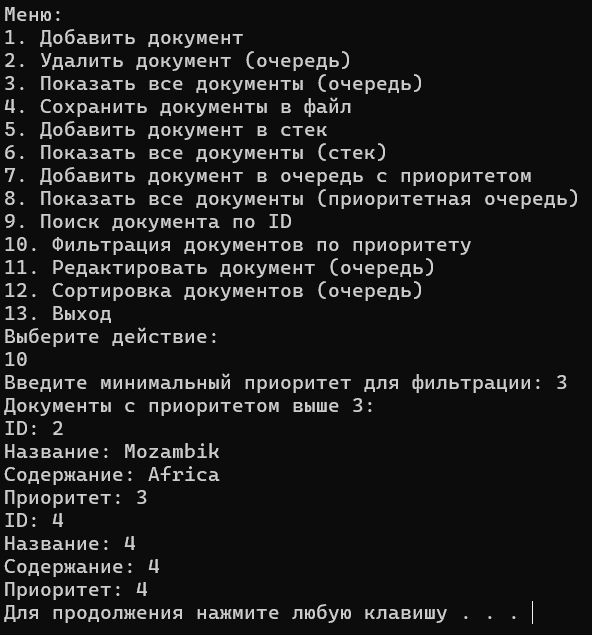 Меню:
1. Добавить документ
2. Удалить документ (очередь)
3. Показать все документы (очередь)
4. Сохранить документы в файл
5. Добавить документ в стек
6. Показать все документы (стек)
7. Добавить документ в очередь с приоритетом
8. Показать все документы (приоритетная очередь)
9. Поиск документа по ID
10. Фильтрация документов по приоритету
11. Редактировать документ (очередь)
12. Сортировка документов (очередь)
13. Выход
Выберите действие:
10
Введите минимальный приоритет для фильтрации: 3
Документы с приоритетом выше 3:
ID: 2
Название: Mozambik
Содержание: Africa
Приоритет: 3
ID: 4
Название: 4
Содержание: 4
Приоритет: 4
Для продолжения нажмите любую клавишу . . .